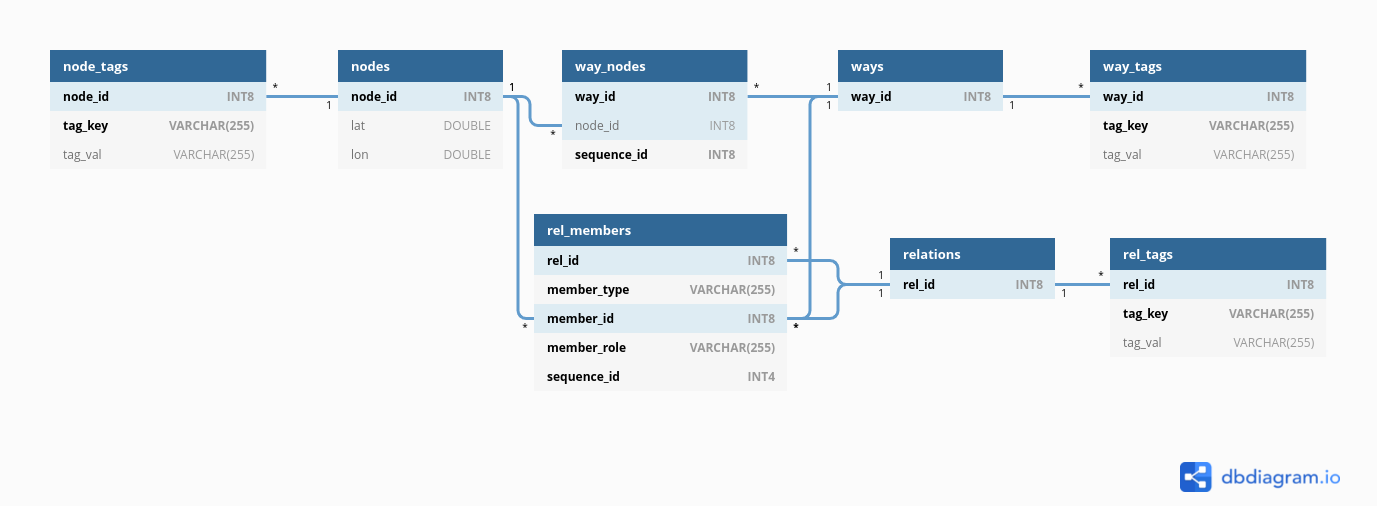 node_tags
node_id INT8
tag_key VARCHAR(255)
tag_val VARCHAR(255)
* 1
nodes
node_id INT8
lat DOUBLE
lon DOUBLE
1 *
way_nodes
way_id INT8
node_id INT8
sequence_id INT8
* 1
1
ways
way_id INT8
1 *
way_tags
way_id INT8
tag_key VARCHAR(255)
tag_val VARCHAR(255)
rel_members
rel_id INT8
member_type VARCHAR(255)
* member_id INT8 *
member_role VARCHAR(255)
sequence_id INT4
* 1
1
relations
rel_id INT8
1 *
rel_tags
rel_id INT8
tag_key VARCHAR(255)
tag_val VARCHAR(255)
dbdiagram.io